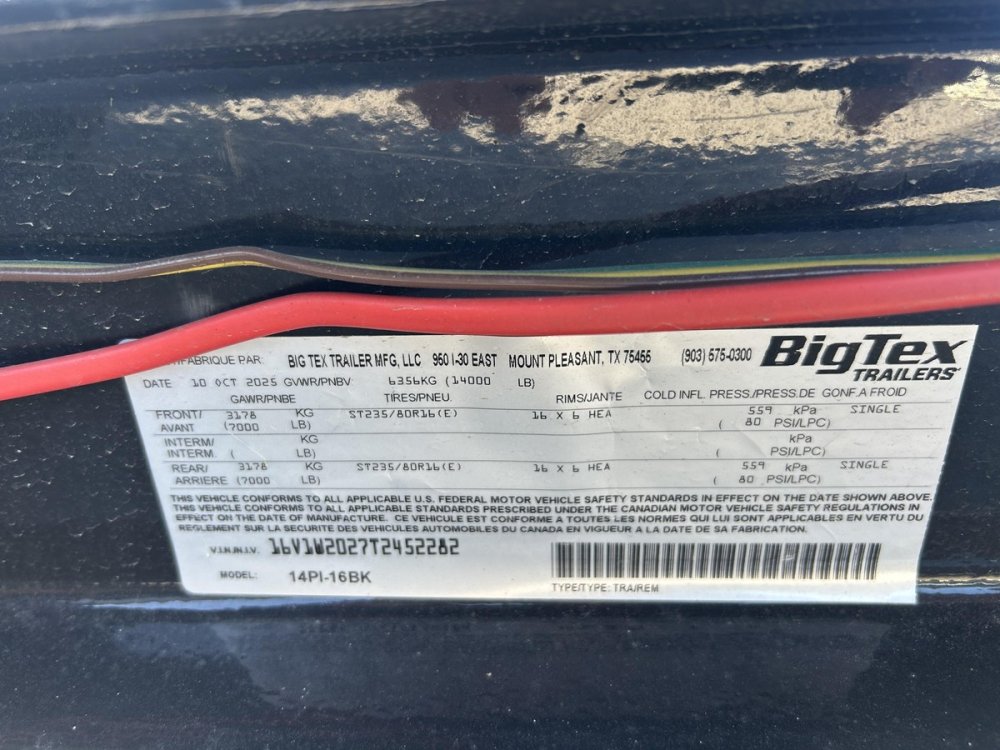 FABRIQUE PAR: BIG TEX TRAILER MFG, LLC 950 I-30 EAST MOUNT PLEASANT, TX 75455 (903) 575-0300 BigTex TRAILERS
DATE 10 OCT 2025 GVWR/PNBV 6356KG (14000 LB)
GAWR/PNBE TIRES/PNEU. RIMS/JANTE COLD INFL. PRESS./PRESS.DE GONF.A FROID
FRONT/ 3178 KG ST235/80R16(E) 16 X 6 HEA 559 kPa SINGLE
AVANT (7000 LB) ( 80 PSI/LPC)
INTERM/ KG kPa
INTERM. ( LB) ( PSI/LPC)
REAR/ 3178 KG ST235/80R16(E) 16 X 6 HEA 559 kPa SINGLE
ARRIERE (7000 LB) ( 80 PSI/LPC)
THIS VEHICLE CONFORMS TO ALL APPLICABLE U.S. FEDERAL MOTOR VEHICLE SAFETY STANDARDS IN EFFECT ON THE DATE SHOWN ABOVE.
THIS VEHICLE CONFORMS TO ALL APPLICABLE STANDARDS PRESCRIBED UNDER THE CANADIAN MOTOR VEHICLE SAFETY REGULATIONS IN
EFFECT ON THE DATE OF MANUFACTURE. CE VEHICULE CONFORME A TOUTES LES NORMES QUI LUI SONT APPLICABLES EN VERTU DU
REGLEMENT SUR LA SECURITE DES VEHICULES AUTOMOBILES DU CANADA EN VIGUEUR A LA DATE DE SA FABRICATION.
V.I.N./N.I.V. 16V1W2027T2452282
MODEL: 14PI-16BK
TYPE/TYPE: TRA/REM